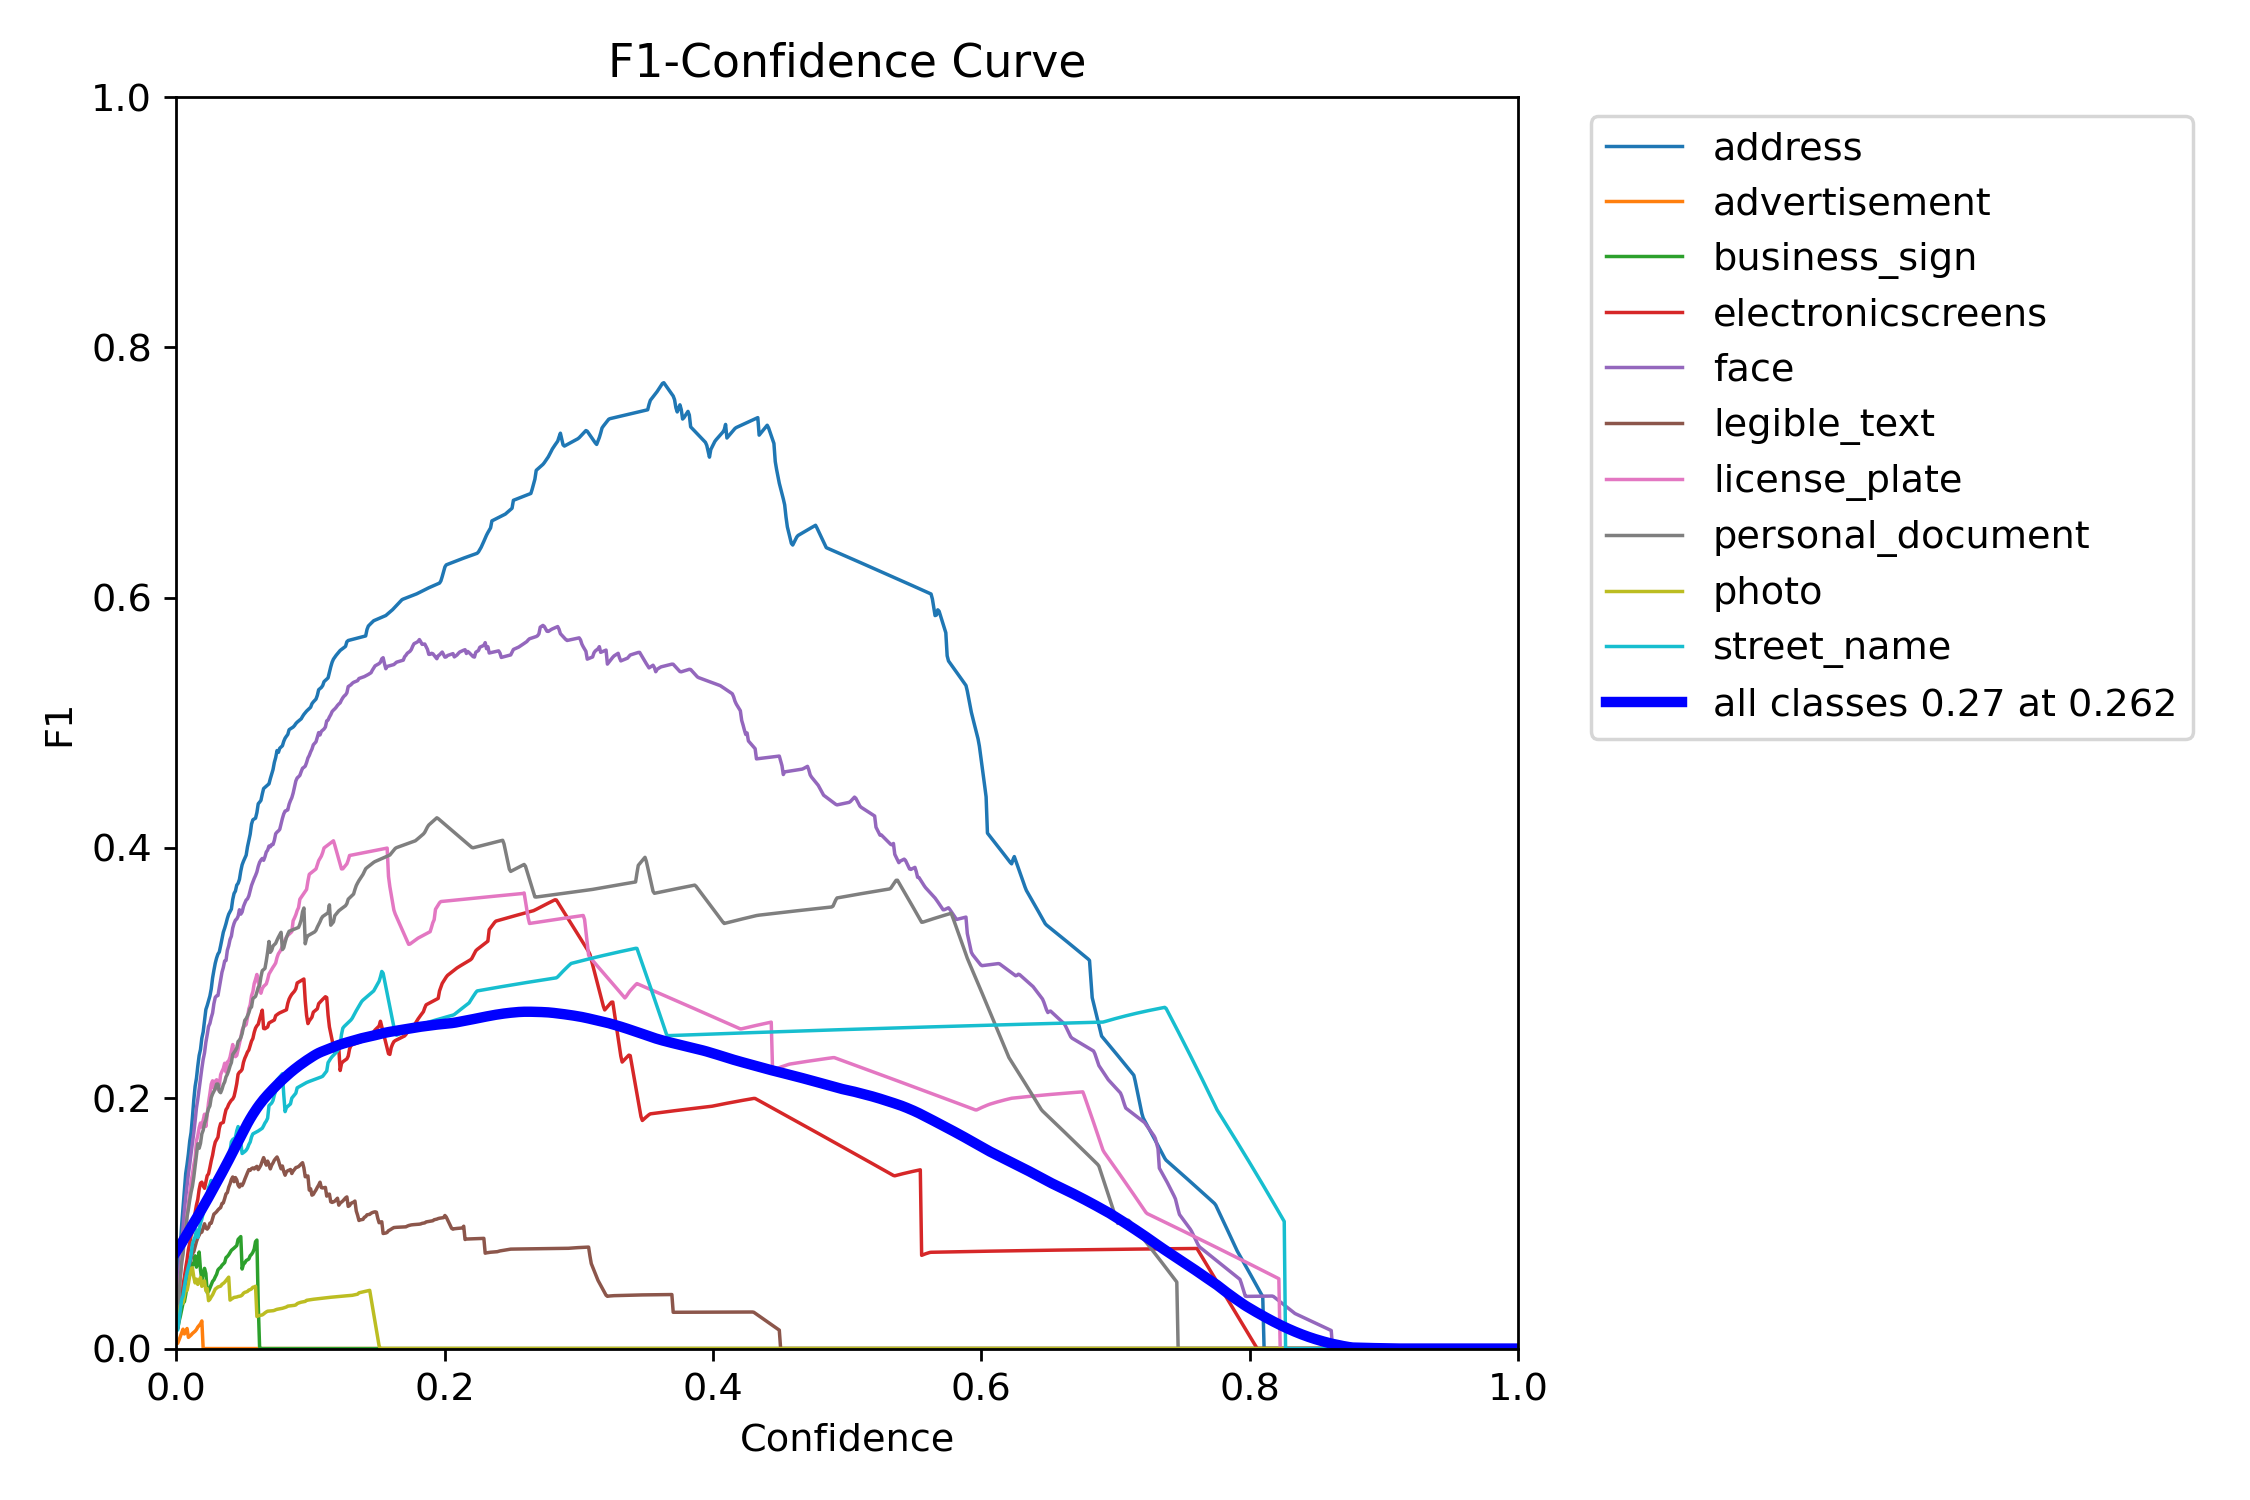 F1-Confidence Curve
1.0
0.8
0.6
0.4
0.2
0.0
F1
0.0 0.2 0.4 0.6 0.8 1.0
Confidence
address
advertisement
business_sign
electronicscreens
face
legible_text
license_plate
personal_document
photo
street_name
all classes 0.27 at 0.262